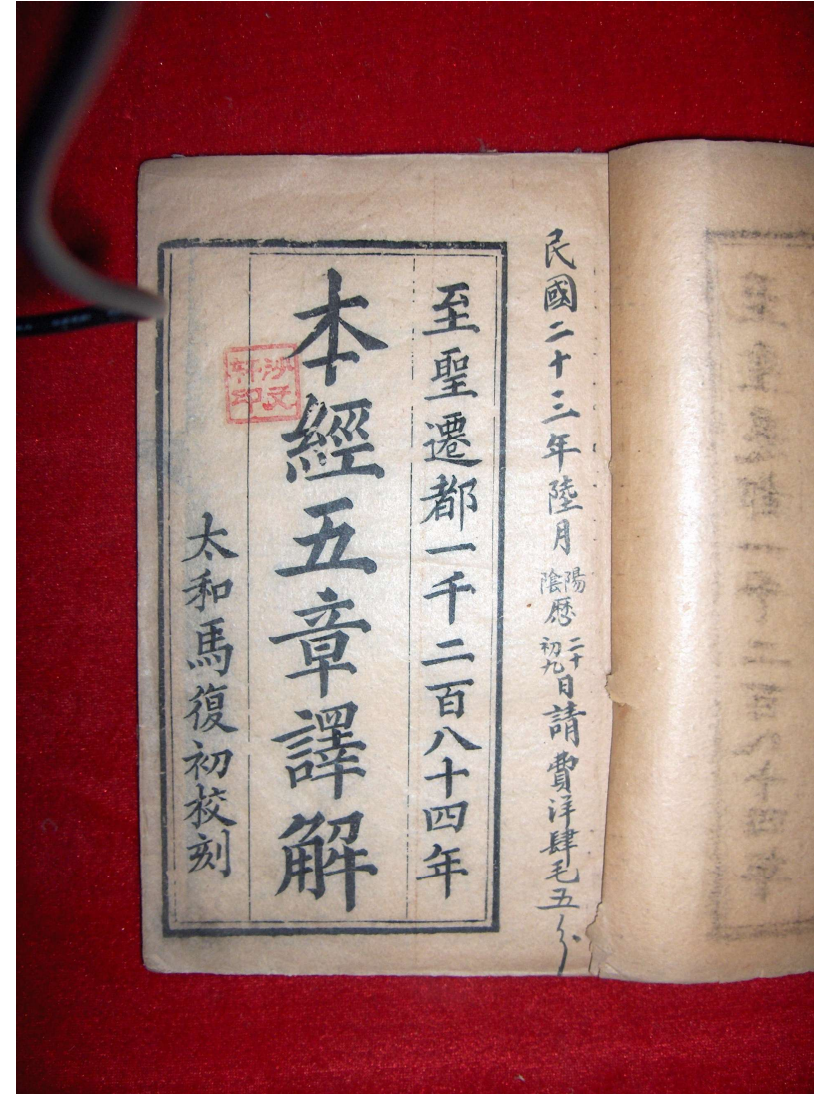 民國二十三年陸月陽陰歷二十初九日請費洋肆毛五分
至聖遷都一千二百八十四年
本經五章譯解
太和馬復初校刻